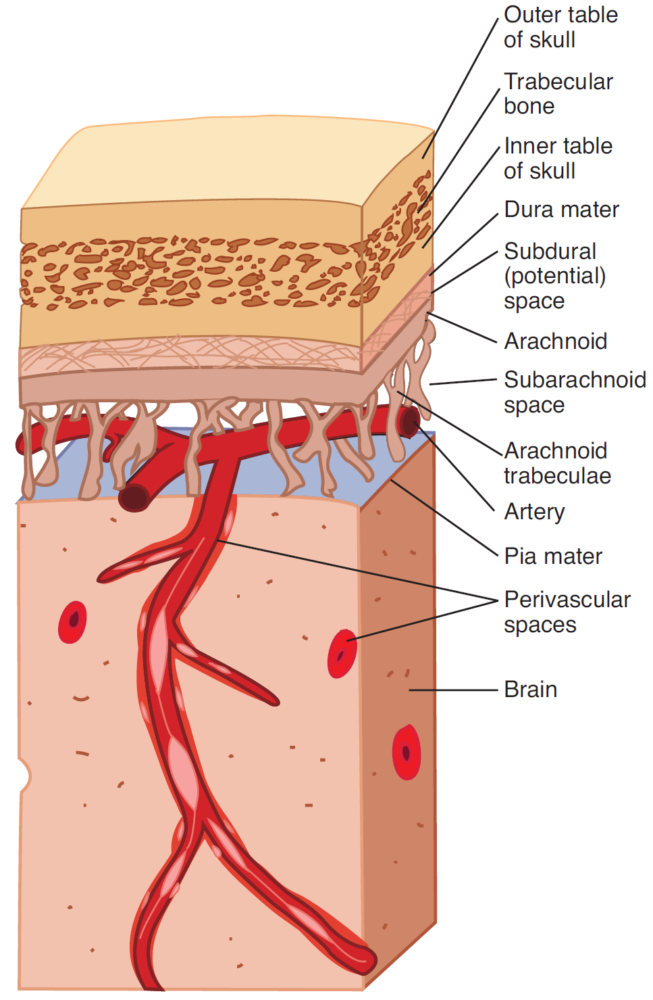 Outer table
of skull
Trabecular
bone
Inner table
of skull
Dura mater
Subdural
(potential)
space
Arachnoid
Subarachnoid
space
Arachnoid
trabeculae
Artery
Pia mater
Perivascular
spaces
Brain